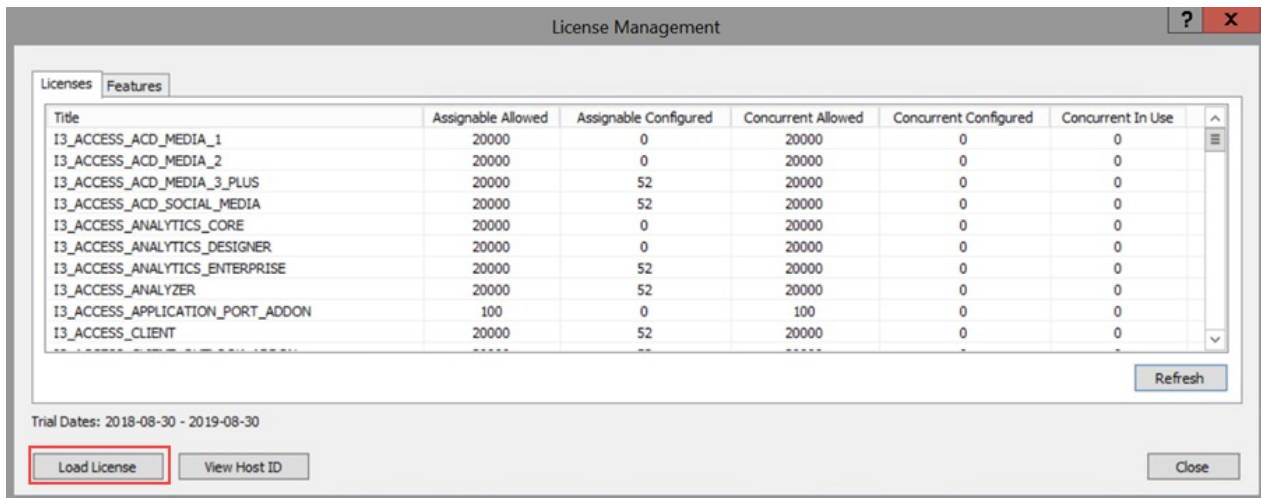 License Management
? x
Licenses Features
Title Assignable Allowed Assignable Configured Concurrent Allowed Concurrent Configured Concurrent In Use
I3_ACCESS_ACD_MEDIA_1 20000 0 20000 0 0
I3_ACCESS_ACD_MEDIA_2 20000 0 20000 0 0
I3_ACCESS_ACD_MEDIA_3_PLUS 20000 52 20000 0 0
I3_ACCESS_ACD_SOCIAL_MEDIA 20000 52 20000 0 0
I3_ACCESS_ANALYTICS_CORE 20000 0 20000 0 0
I3_ACCESS_ANALYTICS_DESIGNER 20000 0 20000 0 0
I3_ACCESS_ANALYTICS_ENTERPRISE 20000 52 20000 0 0
I3_ACCESS_ANALYZER 20000 52 20000 0 0
I3_ACCESS_APPLICATION_PORT_ADDON 100 0 100 0 0
I3_ACCESS_CLIENT 20000 52 20000 0 0
Refresh
Trial Dates: 2018-08-30 - 2019-08-30
Load License View Host ID Close